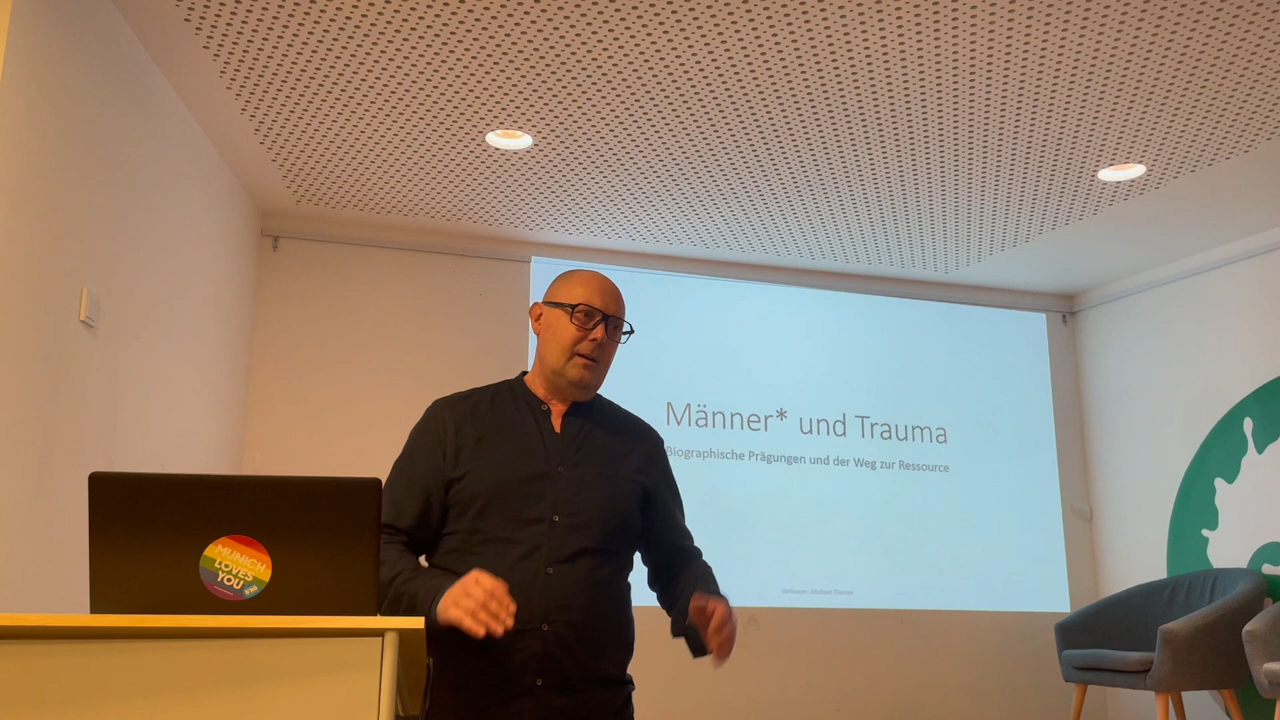 Männer* und Trauma
Biographische Prägungen und der Weg zur Ressource
MUNICH
LOVES
YOU